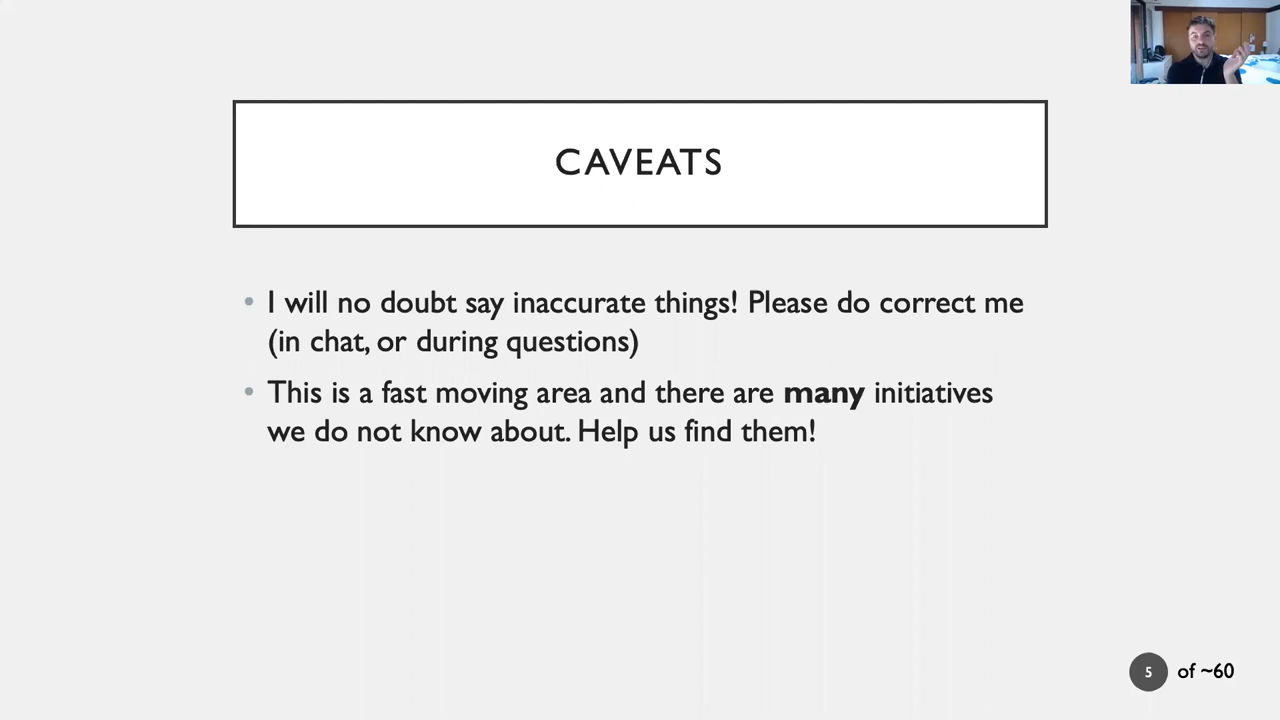 CAVEATS
• I will no doubt say inaccurate things! Please do correct me
(in chat, or during questions)
• This is a fast moving area and there are many initiatives
we do not know about. Help us find them!
5 of ~60